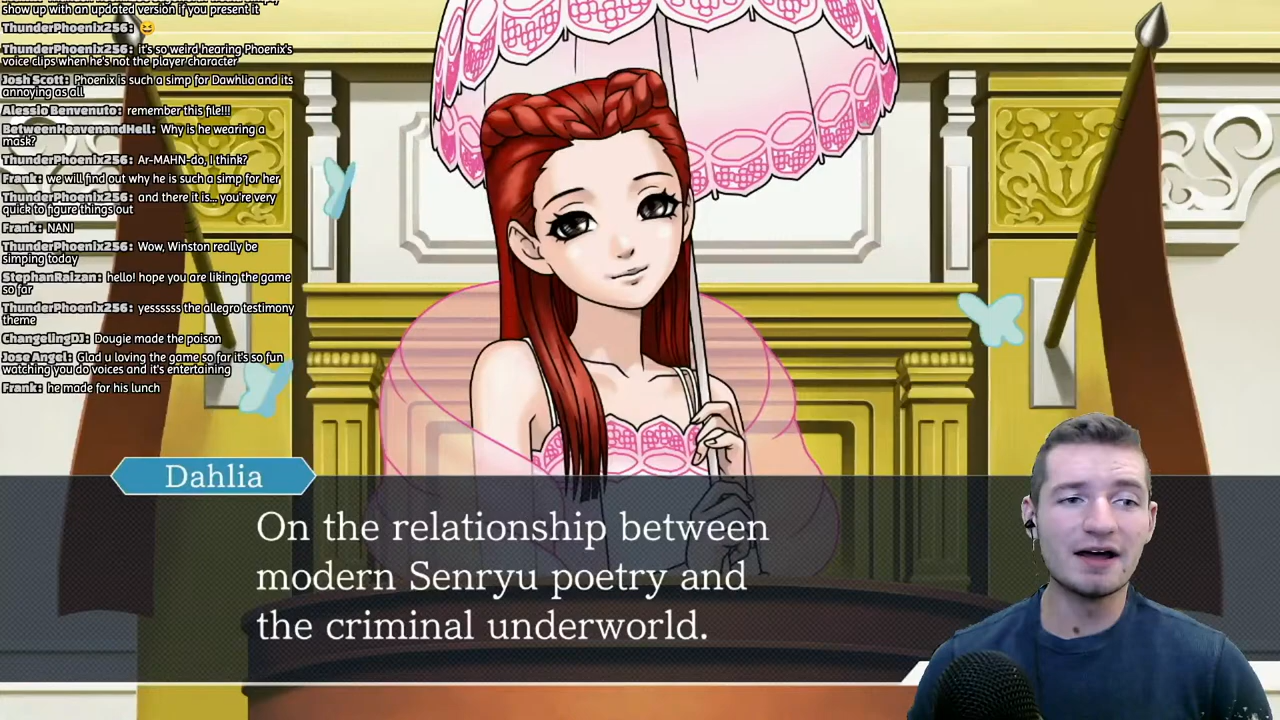 show up with an updated version if you present it
ThunderPhoenix256: 😆
ThunderPhoenix256: it's so weird hearing Phoenix's
voice clips when he's not the player character
Josh Scott: Phoenix is such a simp for Dawhlia and its
annoying as all
Alessio Benvenuto: remember this file!!!
BetweenHeavenandHell: Why is he wearing a
mask?
ThunderPhoenix256: Ar-MAHN-do, I think?
Frank: we will find out why he is such a simp for her
ThunderPhoenix256: and there it is... you're very
quick to figure things out
Frank: NANI
ThunderPhoenix256: Wow, Winston really be
simping today
StephanRaizan: hello! hope you are liking the game
so far
ThunderPhoenix256: yessssss the allegro testimony
theme
ChangelingDJ: Dougie made the poison
Jose Angel: Glad u loving the game so far it's so fun
watching you do voices and it's entertaining
Frank: he made for his lunch
Dahlia
On the relationship between
modern Senryu poetry and
the criminal underworld.